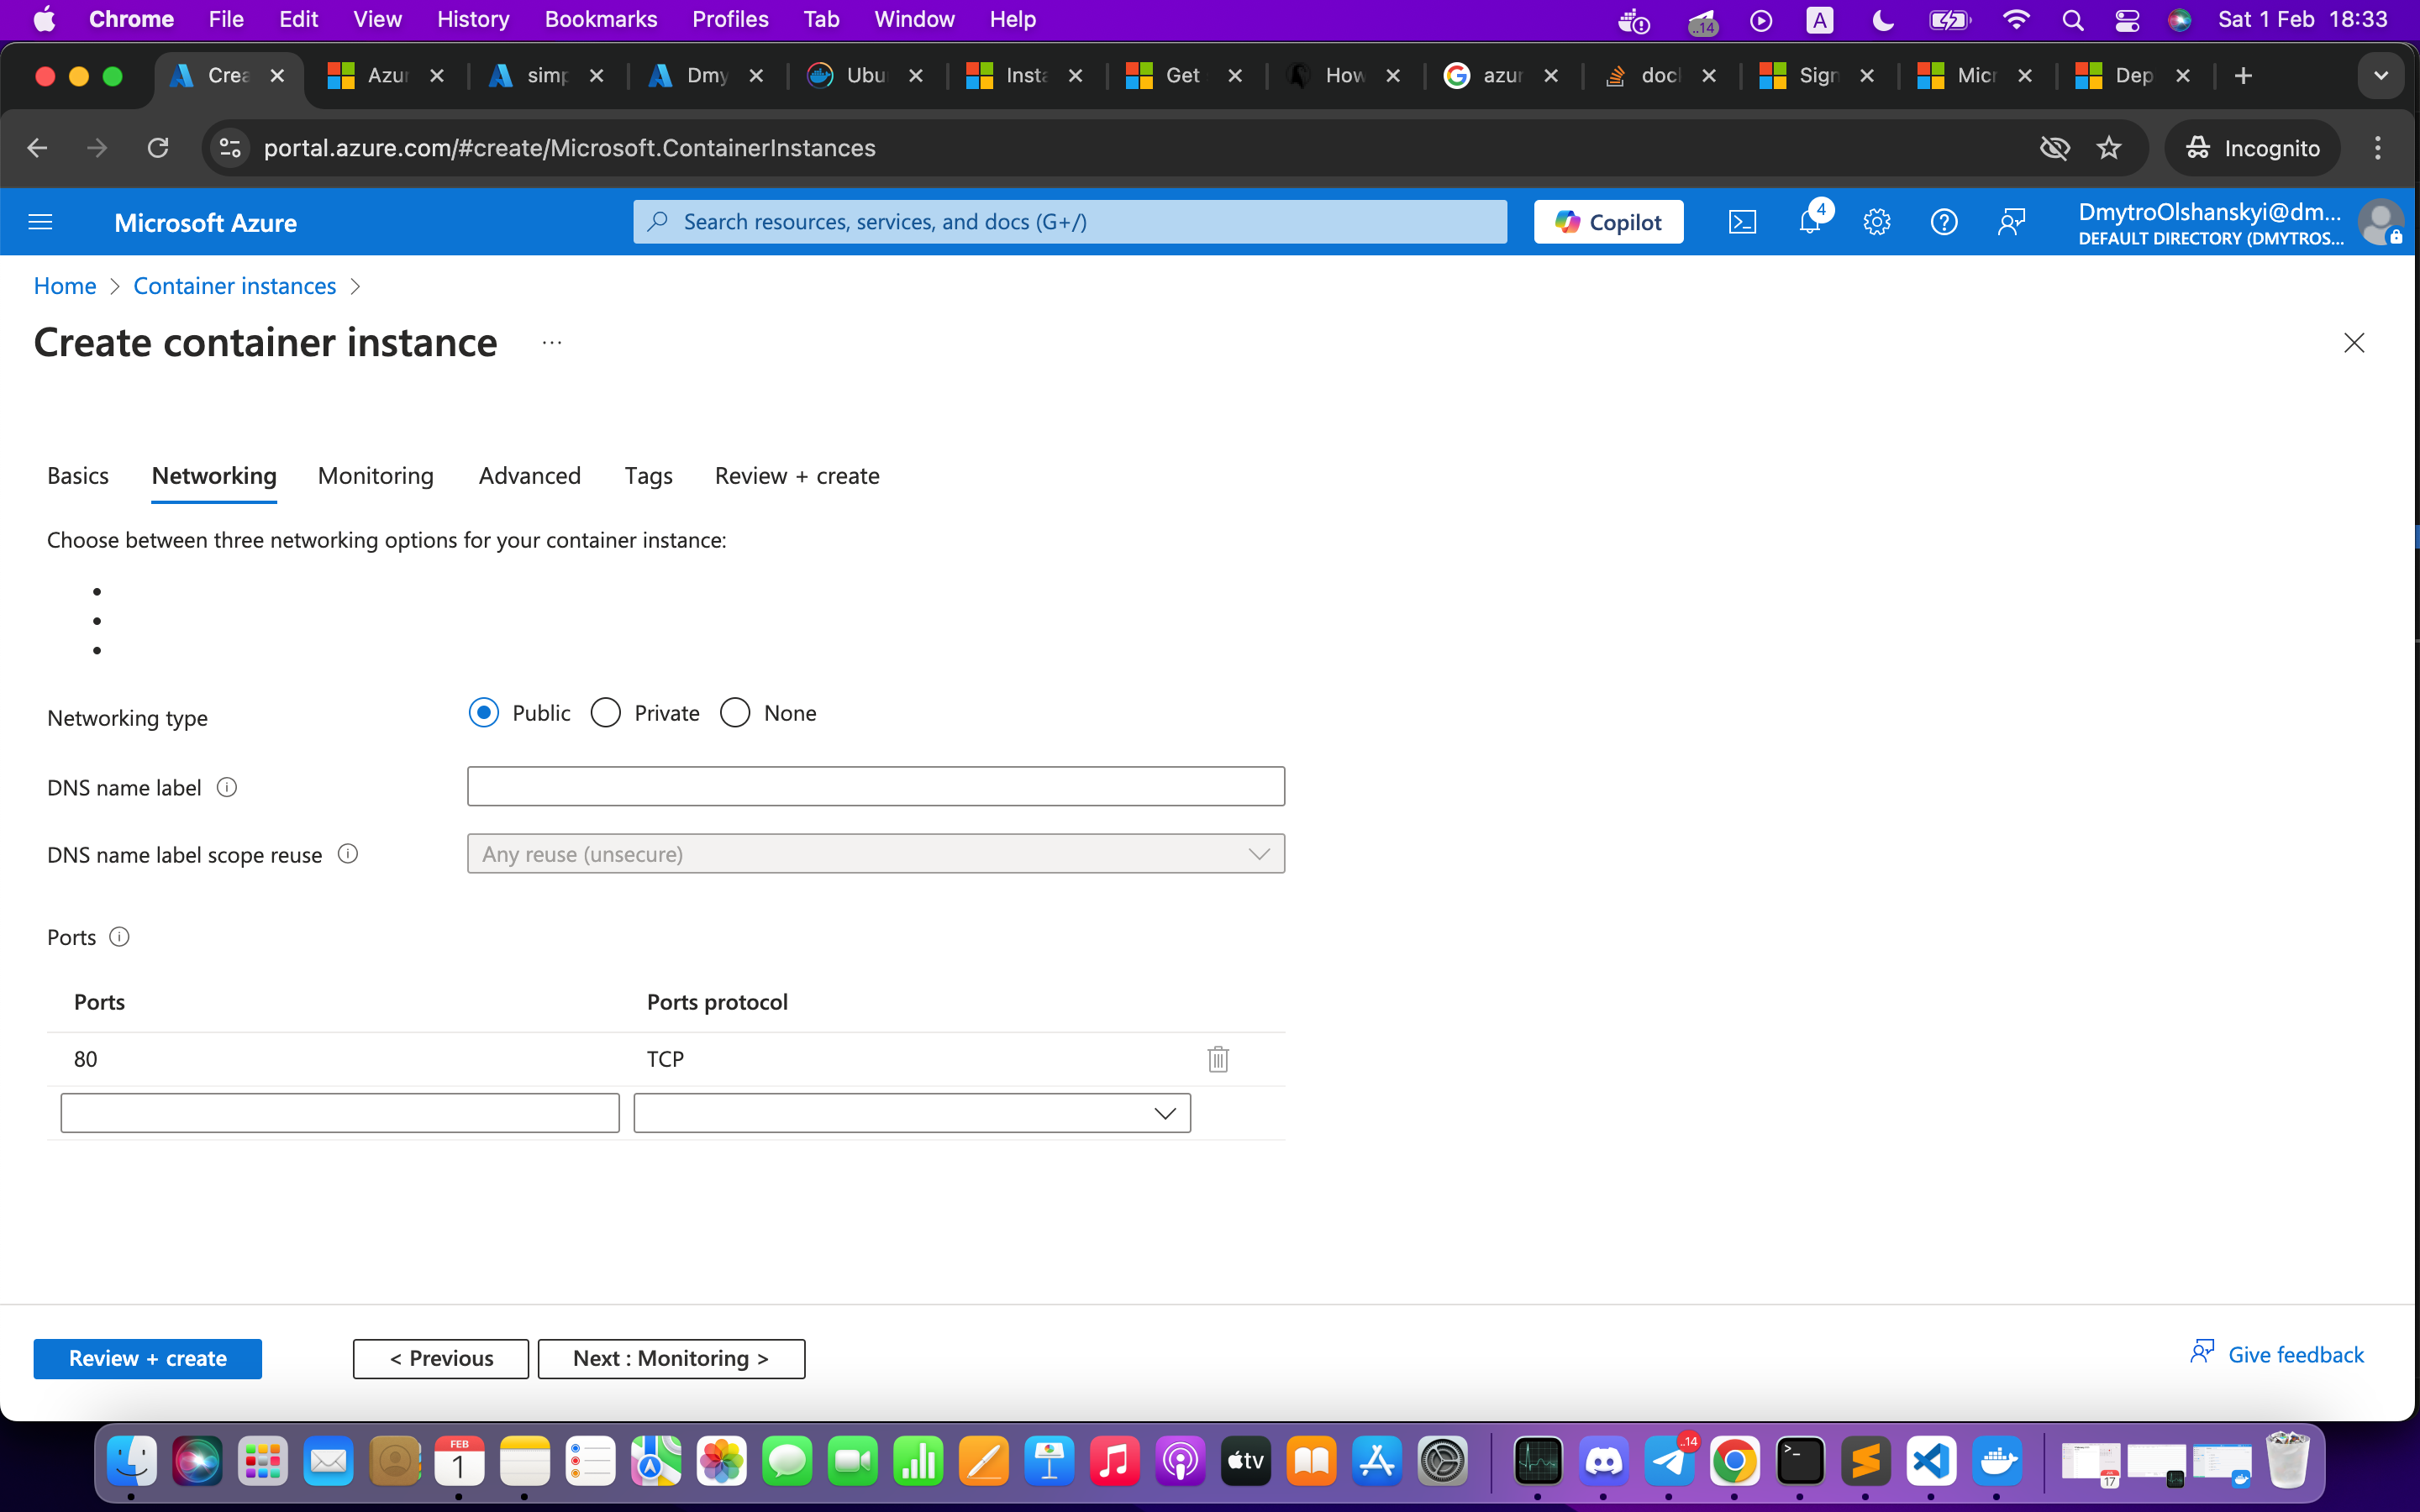 Chrome File Edit View History Bookmarks Profiles Tab Window Help ..14 A Sat 1 Feb 18:33
Crea Azur simp Dmy Ubu Insta Get How azur doc Sign Micr Dep
portal.azure.com/#create/Microsoft.ContainerInstances Incognito
Microsoft Azure Search resources, services, and docs (G+/) Copilot 4 DmytroOlshanskyi@dm...
DEFAULT DIRECTORY (DMYTROS...
Home > Container instances >
Create container instance ...
Basics Networking Monitoring Advanced Tags Review + create
Choose between three networking options for your container instance:
Networking type Public Private None
DNS name label
DNS name label scope reuse Any reuse (unsecure)
Ports
Ports Ports protocol
80 TCP
Review + create < Previous Next : Monitoring > Give feedback
FEB
1
tv
..14
17